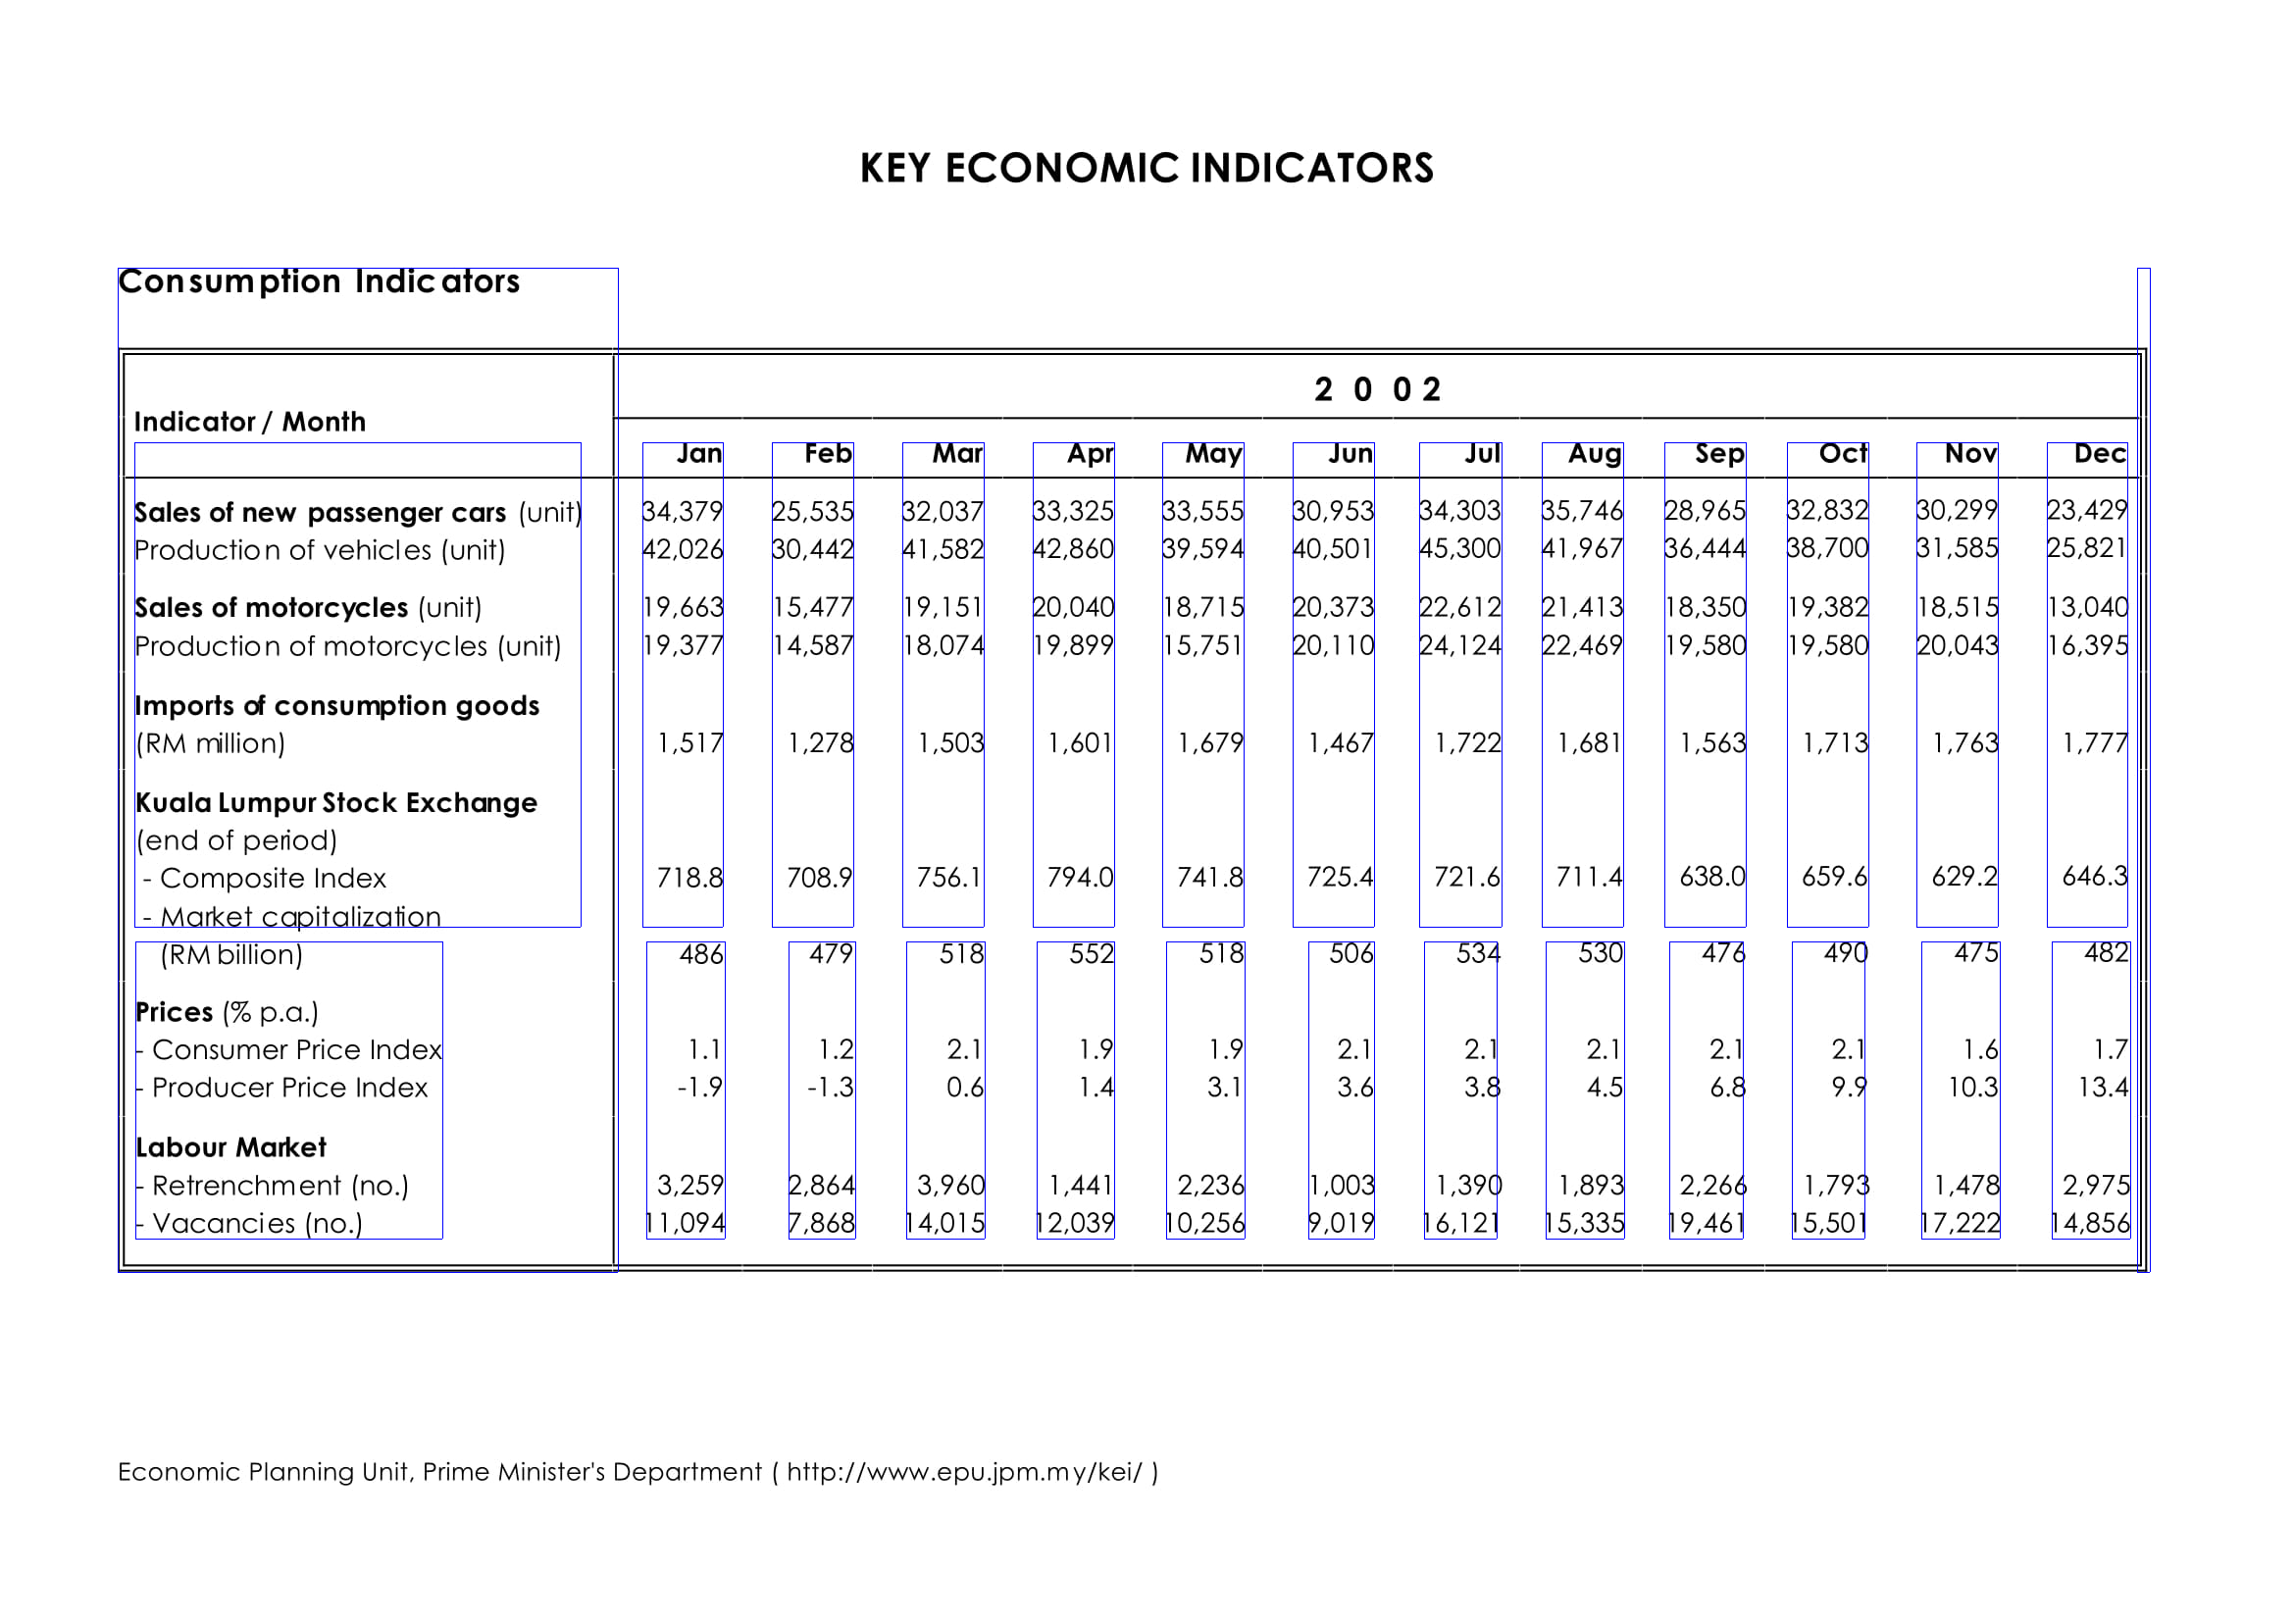 KEY ECONOMIC INDICATORS
Consumption Indicators
2 0 0 2
Indicator / Month
Jan Feb Mar Apr May Jun Jul Aug Sep Oct Nov Dec
Sales of new passenger cars (unit) 34,379 25,535 32,037 33,325 33,555 30,953 34,303 35,746 28,965 32,832 30,299 23,429
Production of vehicles (unit) 42,026 30,442 41,582 42,860 39,594 40,501 45,300 41,967 36,444 38,700 31,585 25,821
Sales of motorcycles (unit) 19,663 15,477 19,151 20,040 18,715 20,373 22,612 21,413 18,350 19,382 18,515 13,040
Production of motorcycles (unit) 19,377 14,587 18,074 19,899 15,751 20,110 24,124 22,469 19,580 19,580 20,043 16,395
Imports of consumption goods
(RM million) 1,517 1,278 1,503 1,601 1,679 1,467 1,722 1,681 1,563 1,713 1,763 1,777
Kuala Lumpur Stock Exchange
(end of period)
- Composite Index 718.8 708.9 756.1 794.0 741.8 725.4 721.6 711.4 638.0 659.6 629.2 646.3
- Market capitalization
(RM billion) 486 479 518 552 518 506 534 530 476 490 475 482
Prices (% p.a.)
- Consumer Price Index 1.1 1.2 2.1 1.9 1.9 2.1 2.1 2.1 2.1 2.1 1.6 1.7
- Producer Price Index -1.9 -1.3 0.6 1.4 3.1 3.6 3.8 4.5 6.8 9.9 10.3 13.4
Labour Market
- Retrenchment (no.) 3,259 2,864 3,960 1,441 2,236 1,003 1,390 1,893 2,266 1,793 1,478 2,975
- Vacancies (no.) 11,094 7,868 14,015 12,039 10,256 9,019 16,121 15,335 19,461 15,501 17,222 14,856
Economic Planning Unit, Prime Minister's Department ( http://www.epu.jpm.my/kei/ )